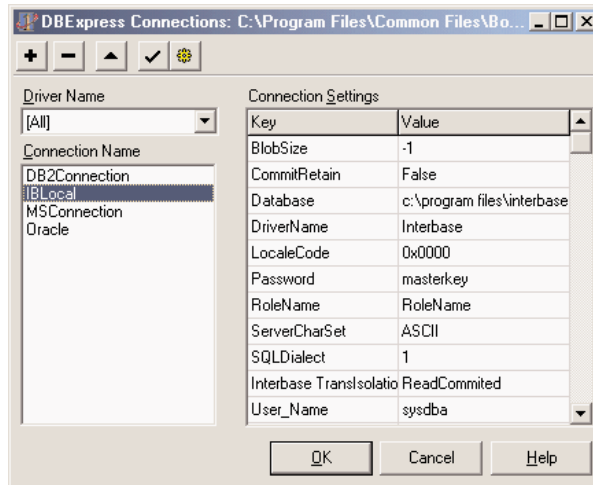 DBExpress Connections: C:\Program Files\Common Files\Bo...
Driver Name
[All]
Connection Name
DB2Connection
IBLocal
MSConnection
Oracle
Connection Settings
Key Value
BlobSize -1
CommitRetain False
Database c:\program files\interbase
DriverName Interbase
LocaleCode 0x0000
Password masterkey
RoleName RoleName
ServerCharSet ASCII
SQLDialect 1
Interbase TransIsolatio ReadCommited
User_Name sysdba
OK Cancel Help